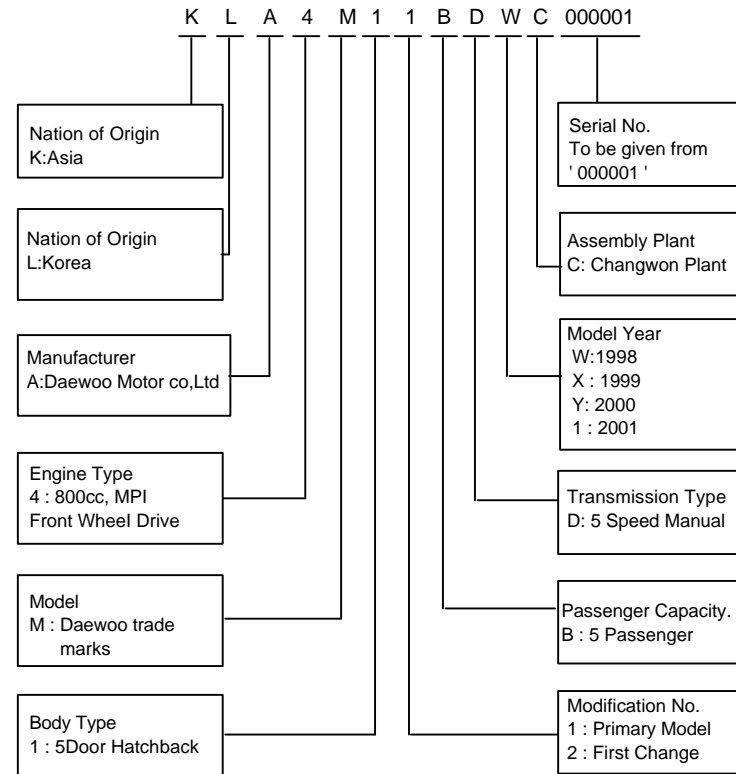 K L A 4 M 1 1 B D W C 000001
Nation of Origin
K:Asia
Nation of Origin
L:Korea
Manufacturer
A:Daewoo Motor co,Ltd
Engine Type
4 : 800cc, MPI
Front Wheel Drive
Model
M : Daewoo trade
marks
Body Type
1 : 5Door Hatchback
Serial No.
To be given from
' 000001 '
Assembly Plant
C: Changwon Plant
Model Year
W:1998
X : 1999
Y: 2000
1 : 2001
Transmission Type
D: 5 Speed Manual
Passenger Capacity.
B : 5 Passenger
Modification No.
1 : Primary Model
2 : First Change